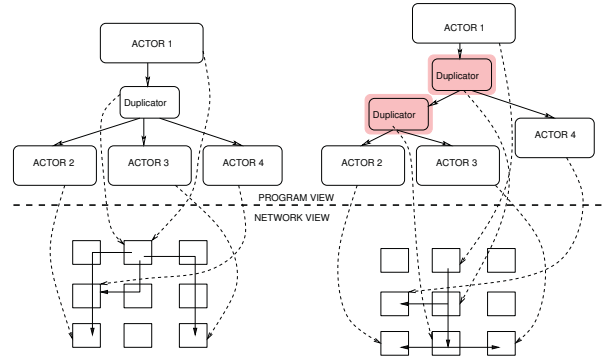 ACTOR 1
Duplicator
ACTOR 2
ACTOR 3
ACTOR 4
ACTOR 1
Duplicator
Duplicator
ACTOR 4
ACTOR 2
ACTOR 3
PROGRAM VIEW
NETWORK VIEW